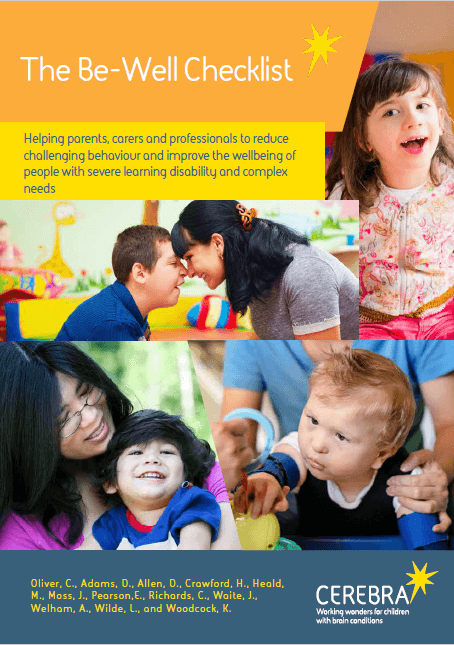 The Be-Well Checklist
Helping parents, carers and professionals to reduce
challenging behaviour and improve the wellbeing of
people with severe learning disability and complex
needs
Oliver, C., Adams, D., Allen, D., Crawford, H., Heald,
M., Moss, J., Pearson,E., Richards, C., Waite, J.,
Welham, A., Wilde, L., and Woodcock, K.
CEREBRA
Working wonders for children
with brain conditions